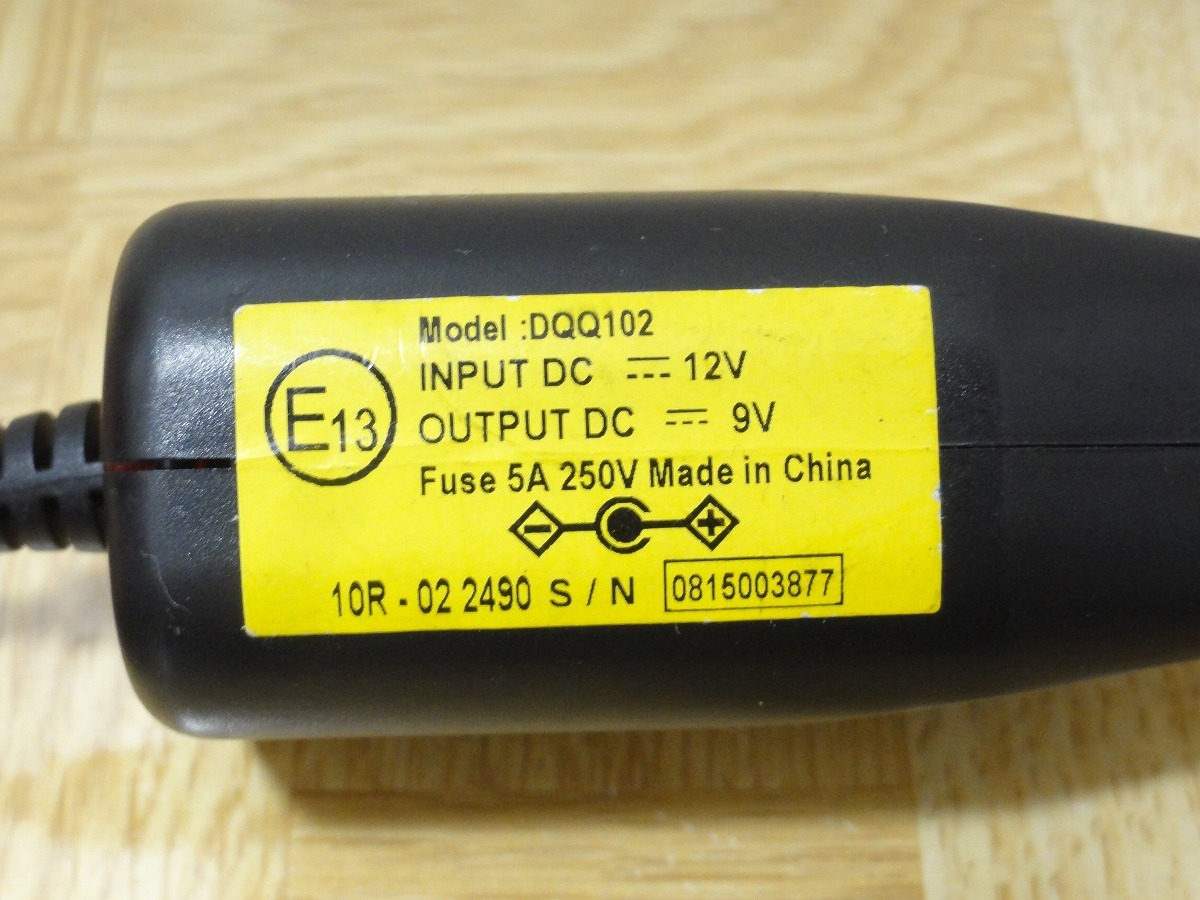 Model :DQQ102
E13
INPUT DC 12V
OUTPUT DC 9V
Fuse 5A 250V Made in China
- +
10R - 02 2490 S / N 0815003877